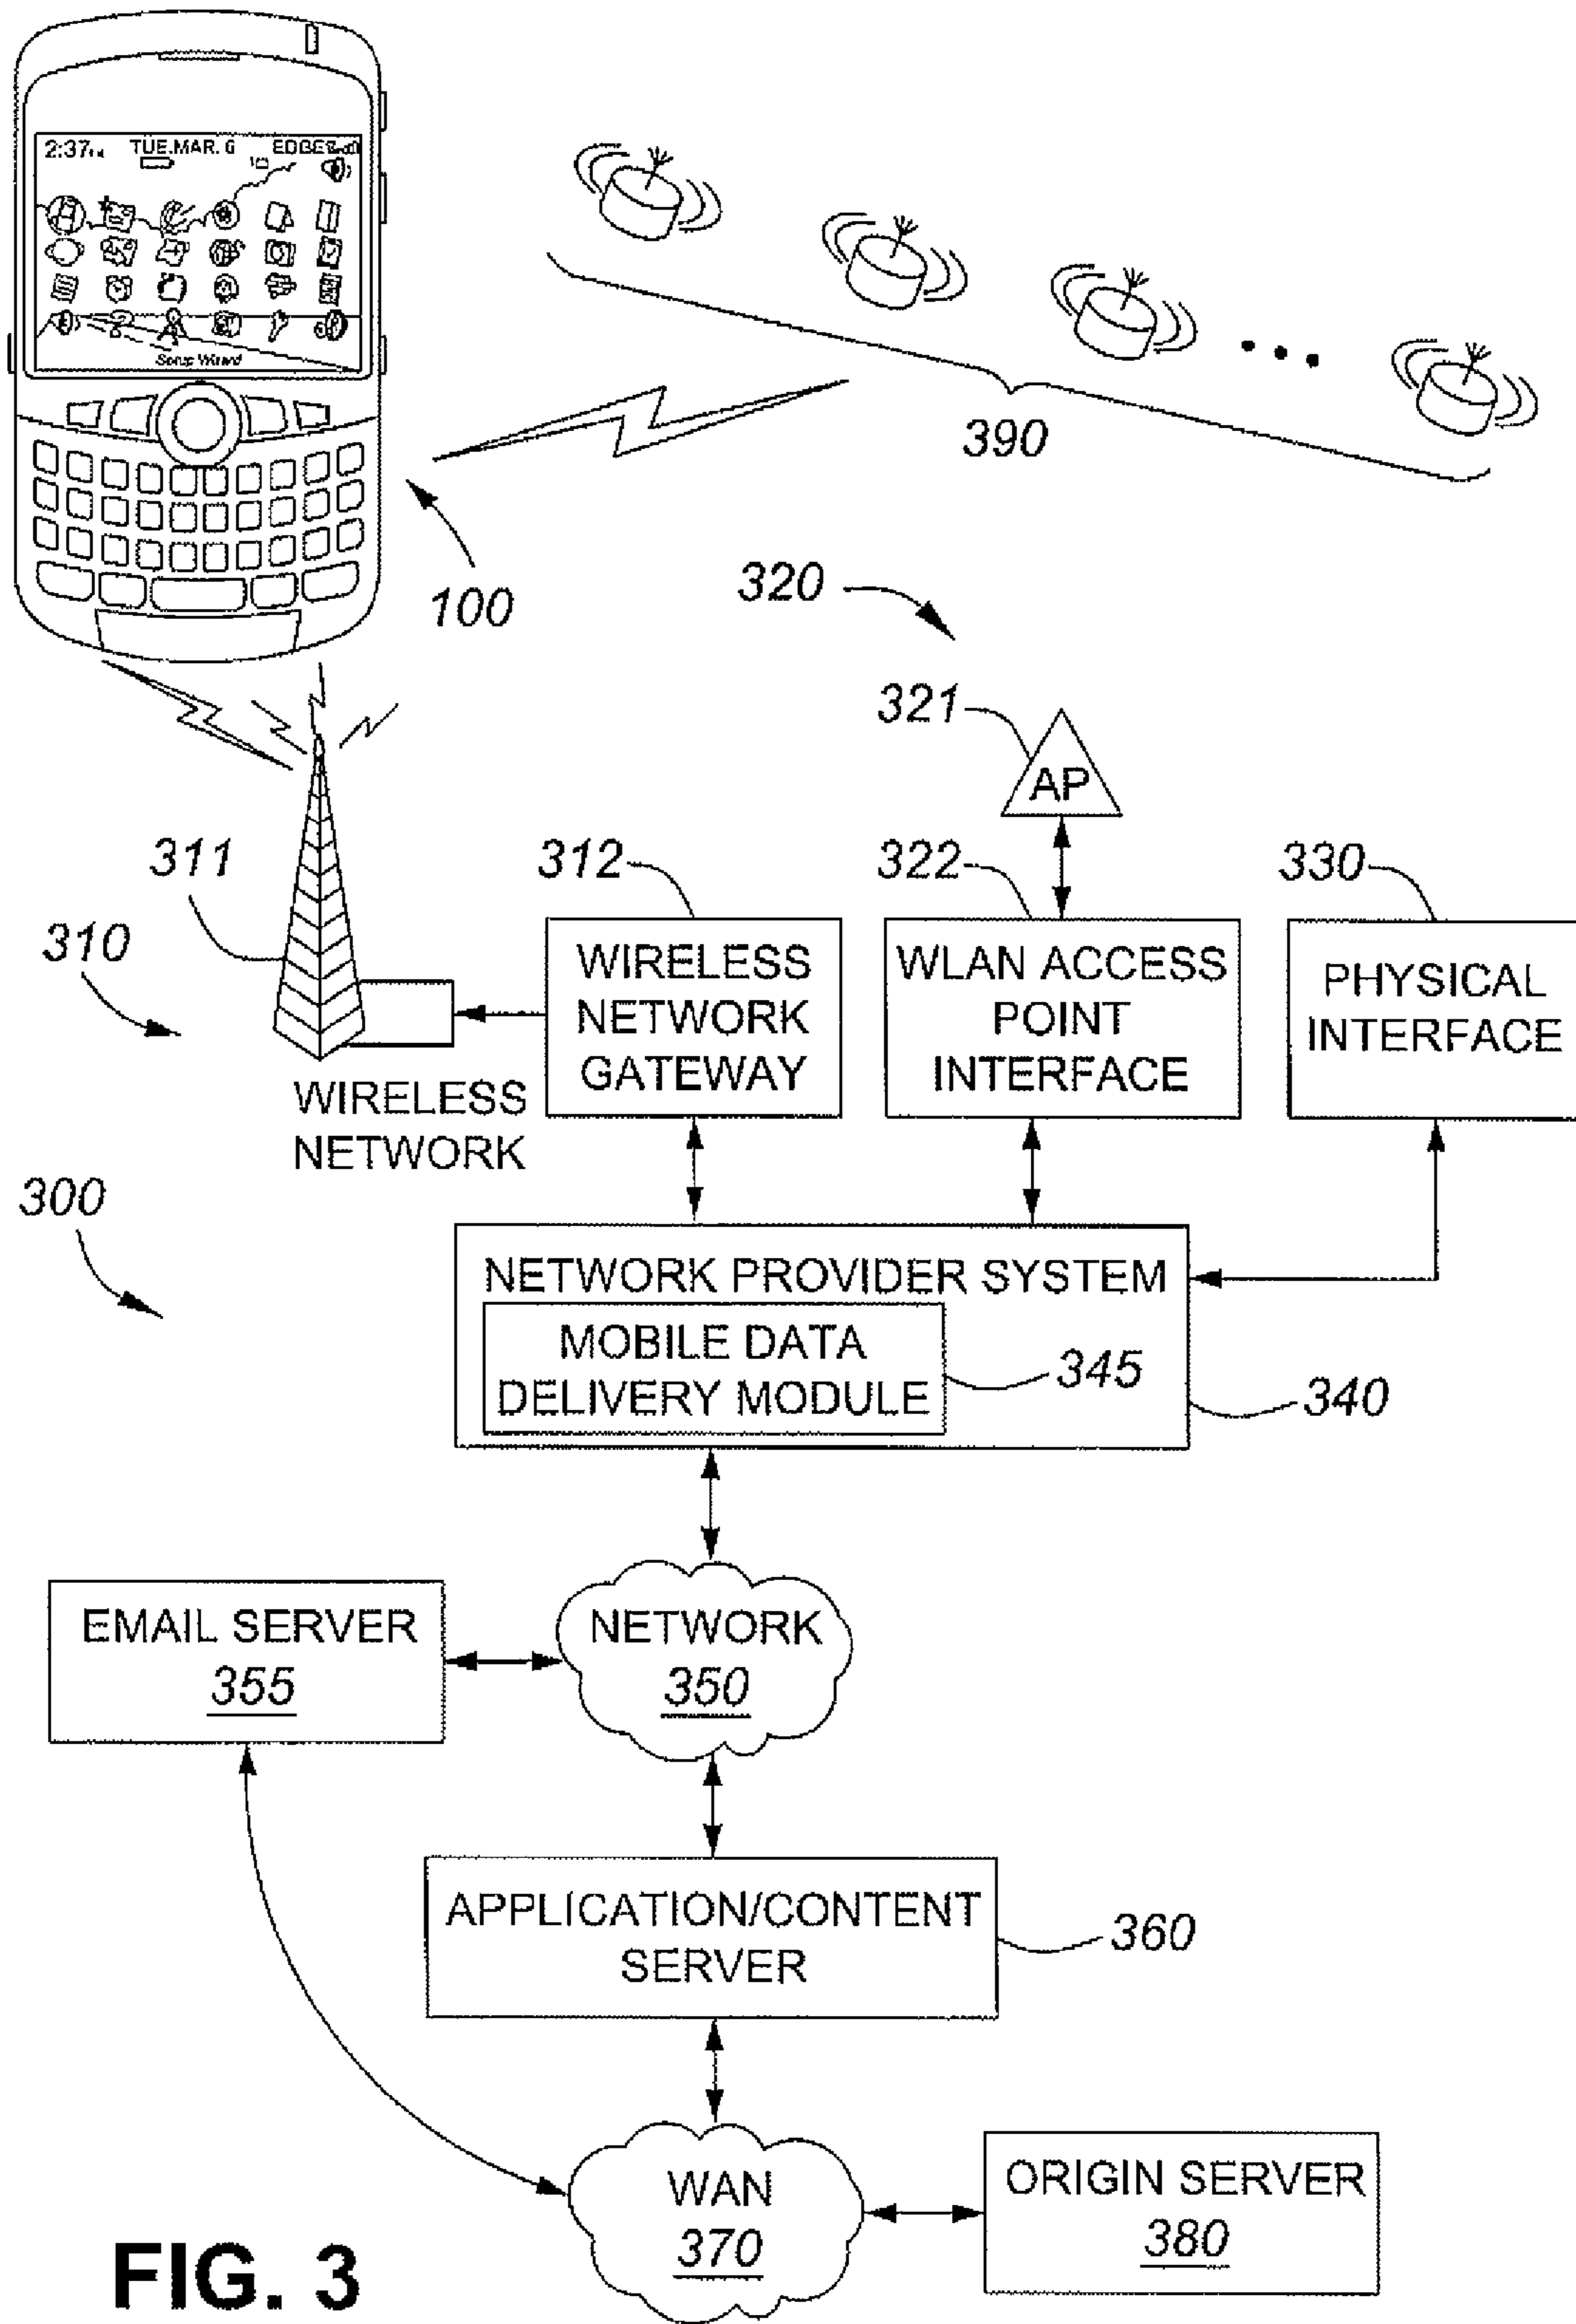 2:37
TUE.MAR. 6
EDGE
390
100
320
321
AP
311
312
322
330
310
WIRELESS
NETWORK
GATEWAY
WLAN ACCESS
POINT
INTERFACE
PHYSICAL
INTERFACE
WIRELESS
NETWORK
300
NETWORK PROVIDER SYSTEM
MOBILE DATA
DELIVERY MODULE
345
340
EMAIL SERVER
355
NETWORK
350
APPLICATION/CONTENT
SERVER
360
WAN
370
ORIGIN SERVER
380
FIG. 3